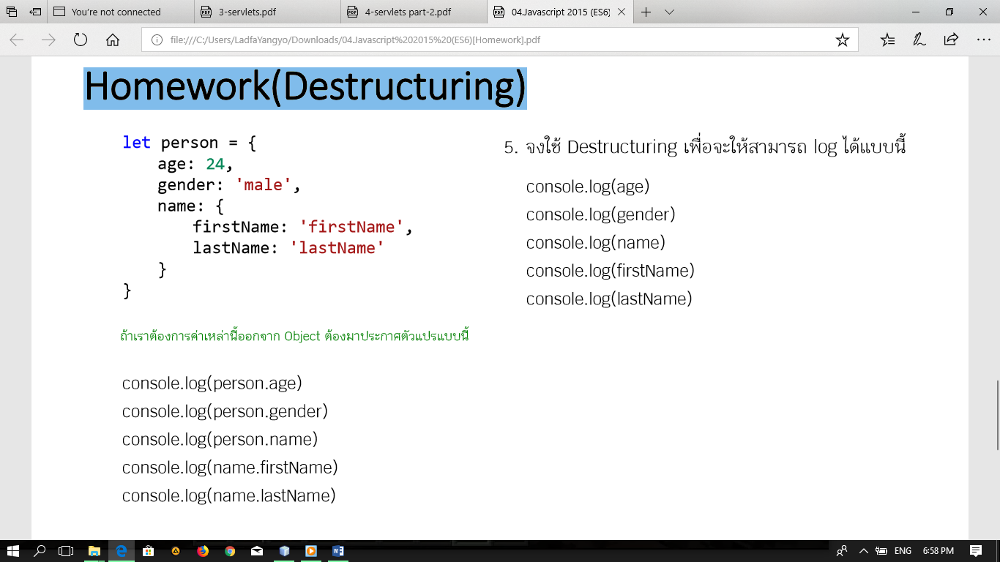 You're not connected
3-servlets.pdf
4-servlets part-2.pdf
04.Javascript 2015 (ES6)
file:///C:/Users/LadfaYangyo/Downloads/04.Javascript%202015%20(ES6)[Homework].pdf
Homework(Destructuring)
let person = {
age: 24,
gender: 'male',
name: {
firstName: 'firstName',
lastName: 'lastName'
}
}
ถ้าเราต้องการค่าเหล่านี้ออกจาก Object ต้องมาประกาศตัวแปรแบบนี้
console.log(person.age)
console.log(person.gender)
console.log(person.name)
console.log(name.firstName)
console.log(name.lastName)
5. จงใช้ Destructuring เพื่อจะให้สามารถ log ได้แบบนี้
console.log(age)
console.log(gender)
console.log(name)
console.log(firstName)
console.log(lastName)
ENG
6:58 PM